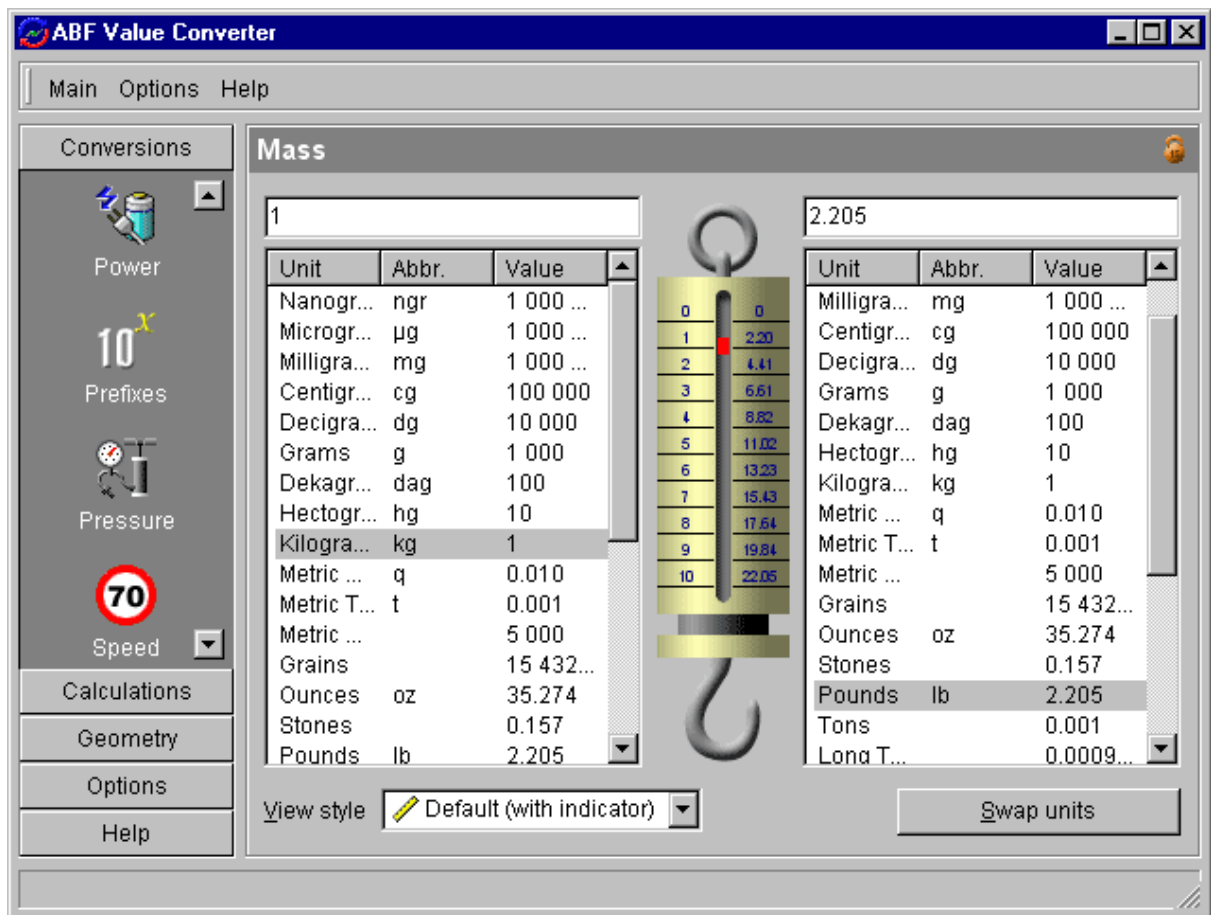 ABF Value Converter
Main Options Help
Conversions
Power
10x
Prefixes
Pressure
70
Speed
Calculations
Geometry
Options
Help
Mass
1
Unit Abbr. Value
Nanogr... ngr 1 000 ...
Microgr... µg 1 000 ...
Milligra... mg 1 000 ...
Centigr... cg 100 000
Decigra... dg 10 000
Grams g 1 000
Dekagr... dag 100
Hectogr... hg 10
Kilogra... kg 1
Metric ... q 0.010
Metric T... t 0.001
Metric ... 5 000
Grains 15 432...
Ounces oz 35.274
Stones 0.157
Pounds lb 2.205
0 0
1 2.20
2 4.41
3 6.61
4 8.82
5 11.02
6 13.23
7 15.43
8 17.64
9 19.84
10 22.05
2.205
Unit Abbr. Value
Milligra... mg 1 000 ...
Centigr... cg 100 000
Decigra... dg 10 000
Grams g 1 000
Dekagr... dag 100
Hectogr... hg 10
Kilogra... kg 1
Metric ... q 0.010
Metric T... t 0.001
Metric ... 5 000
Grains 15 432...
Ounces oz 35.274
Stones 0.157
Pounds lb 2.205
Tons 0.001
Long T... 0.0009...
View style Default (with indicator)
Swap units